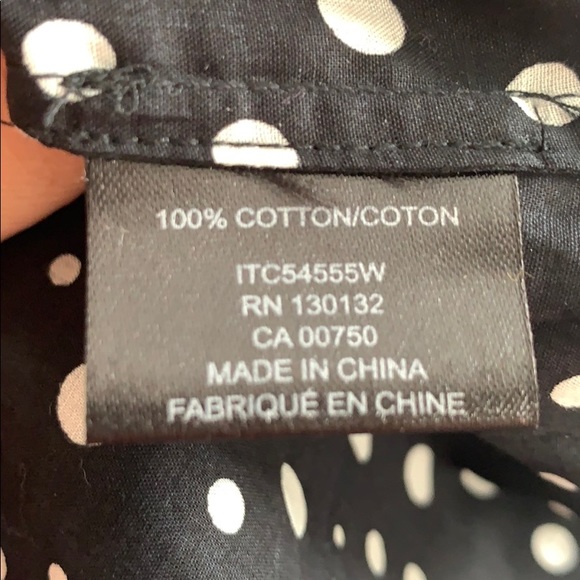 100% COTTON/COTON
ITC54555W
RN 130132
CA 00750
MADE IN CHINA
FABRIQUÉ EN CHINE